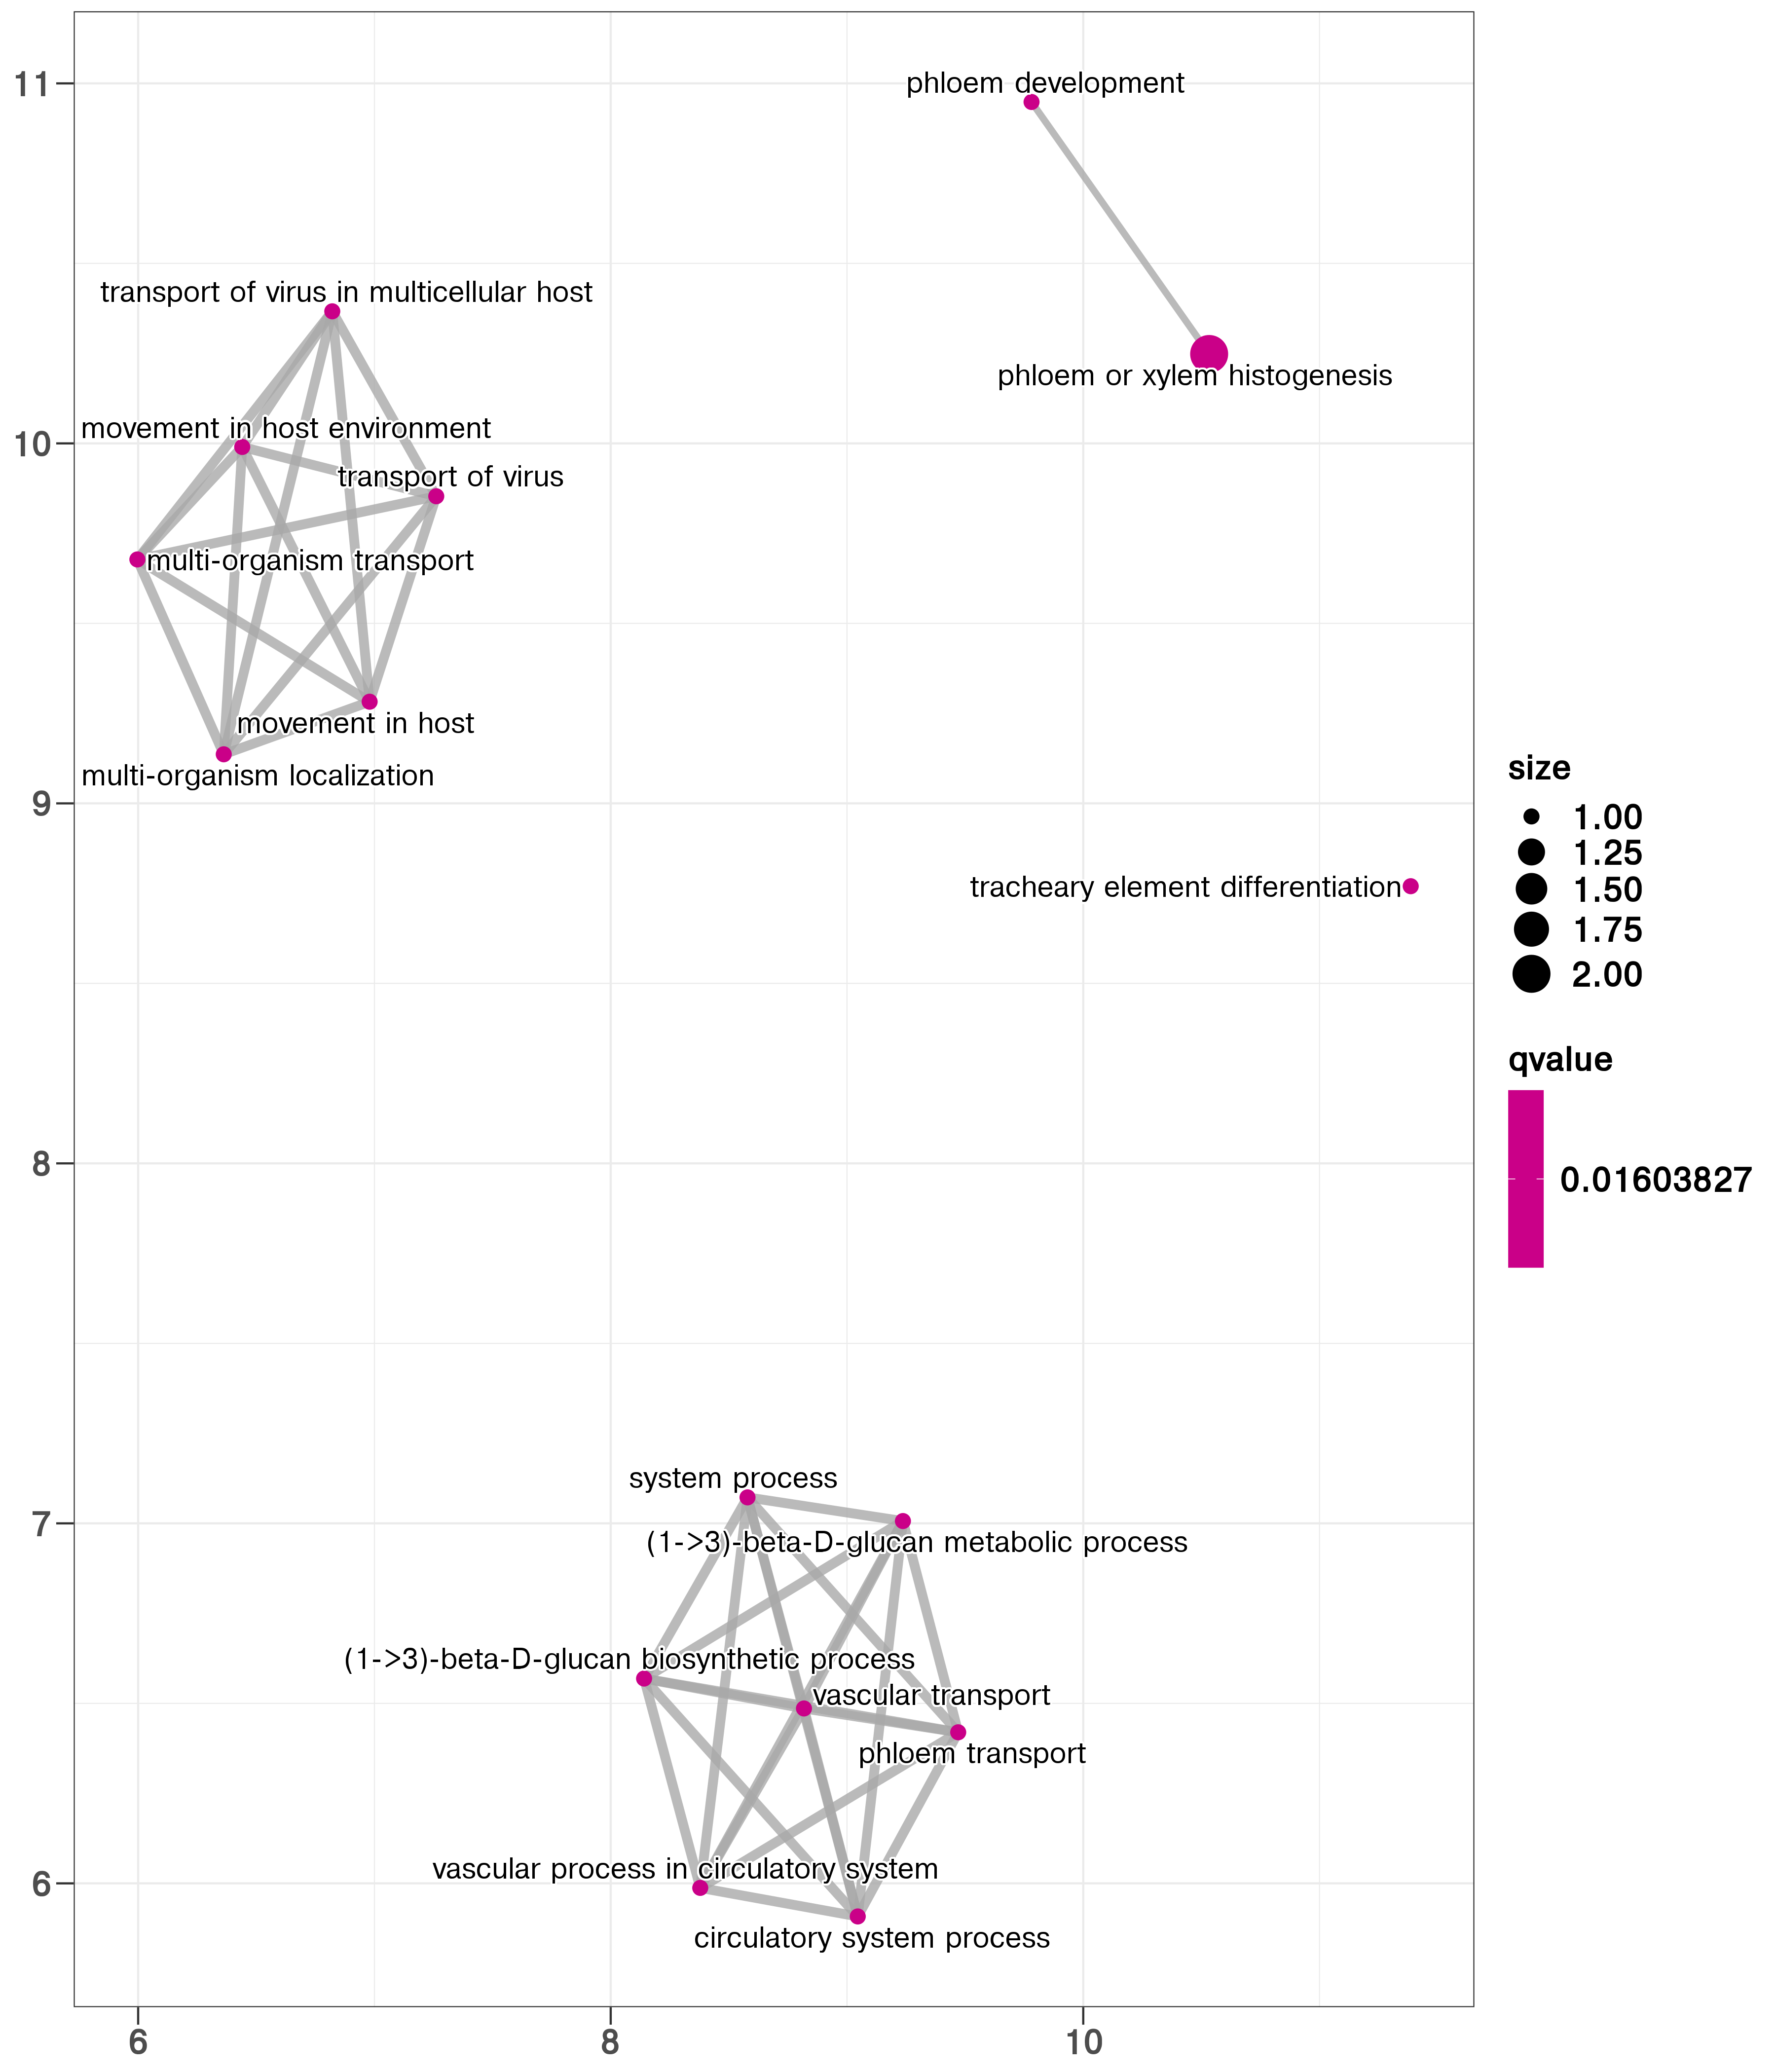 11
phloem development
transport of virus in multicellular host
phloem or xylem histogenesis
movement in host environment
10
transport of virus
multi-organism transport
movement in host
multi-organism localization
9
tracheary element differentiation
8
system process
7
(1->3)-beta-D-glucan metabolic process
(1->3)-beta-D-glucan biosynthetic process
vascular transport
phloem transport
vascular process in circulatory system
6
circulatory system process
6 8 10
size
1.00
1.25
1.50
1.75
2.00
qvalue
0.01603827